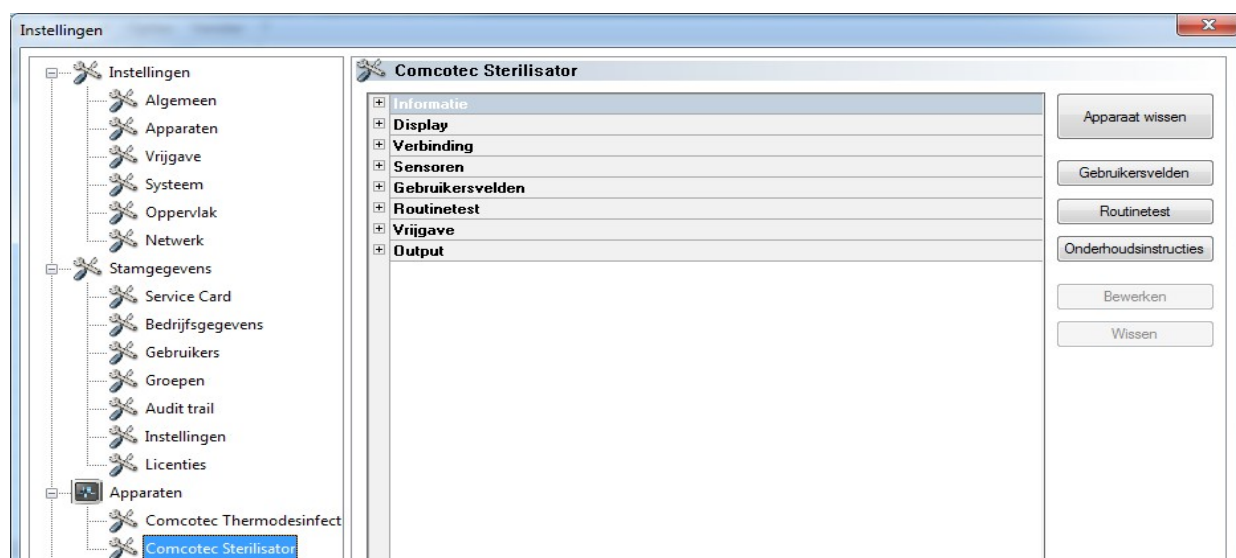 Instellingen
Instellingen
Algemeen
Apparaten
Vrijgave
Systeem
Oppervlak
Netwerk
Stamgegevens
Service Card
Bedrijfsgegevens
Gebruikers
Groepen
Audit trail
Instellingen
Licenties
Apparaten
Comcotec Thermodesinfect
Comcotec Sterilisator
Comcotec Sterilisator
Informatie
Display
Verbinding
Sensoren
Gebruikersvelden
Routinetest
Vrijgave
Output
Apparaat wissen
Gebruikersvelden
Routinetest
Onderhoudsinstructies
Bewerken
Wissen